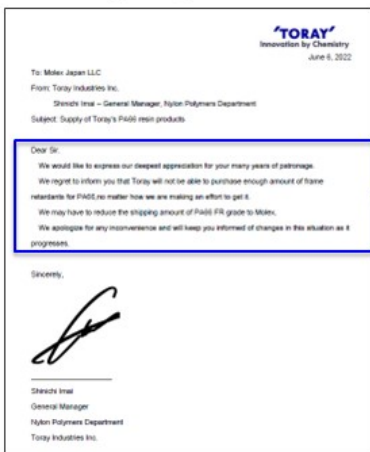 'TORAY'
Innovation by Chemistry
June 6, 2022
To: Molex Japan LLC
From: Toray Industries Inc.
Shinichi Imai – General Manager, Nylon Polymers Department
Subject: Supply of Toray's PA66 resin products
Dear Sir.
We would like to express our deepest appreciation for your many years of patronage.
We regret to inform you that Toray will not be able to purchase enough amount of frame
retardants for PA66,no matter how we are making an effort to get it.
We may have to reduce the shipping amount of PA66 FR grade to Molex.
We apologize for any inconvenience and will keep you informed of changes in this situation as it
progresses.
Sincerely,
Shinichi Imai
General Manager
Nylon Polymers Department
Toray Industries Inc.